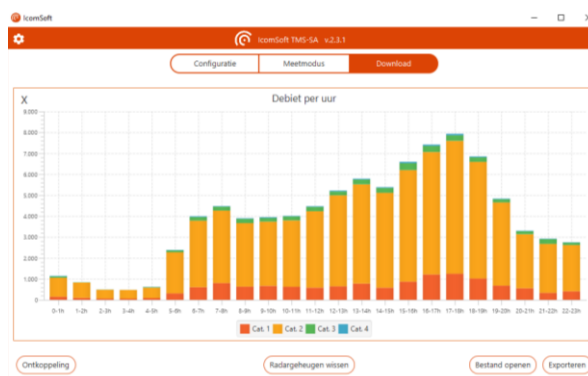 IcomSoft
IcomSoft TMS-SA v.2.3.1
Configuratie Meetmodus Download
X Debiet per uur
9.000
8.000
7.000
6.000
5.000
4.000
3.000
2.000
1.000
0
0-1h 1-2h 2-3h 3-4h 4-5h 5-6h 6-7h 7-8h 8-9h 9-10h 10-11h 11-12h 12-13h 13-14h 14-15h 15-16h 16-17h 17-18h 18-19h 19-20h 20-21h 21-22h 22-23h
Cat. 1 Cat. 2 Cat. 3 Cat. 4
Ontkoppeling Radargeheugen wissen Bestand openen Exporteren